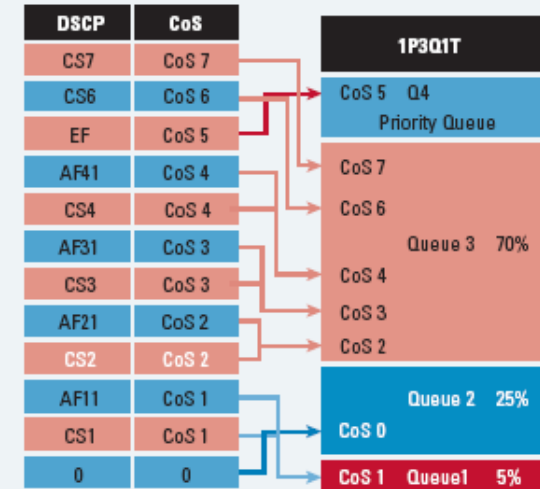 DSCP CoS
CS7 CoS 7
CS6 CoS 6
EF CoS 5
AF41 CoS 4
CS4 CoS 4
AF31 CoS 3
CS3 CoS 3
AF21 CoS 2
CS2 CoS 2
AF11 CoS 1
CS1 CoS 1
0 0
1P3Q1T
CoS 5 Q4
Priority Queue
CoS 7
CoS 6
Queue 3 70%
CoS 4
CoS 3
CoS 2
Queue 2 25%
CoS 0
CoS 1 Queue1 5%